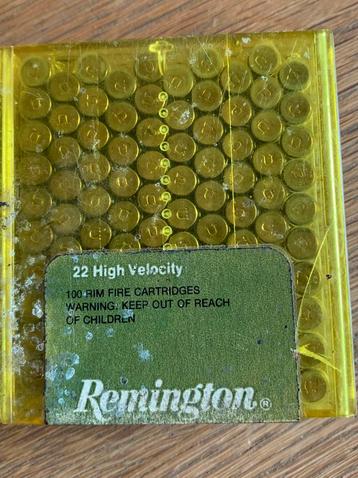 22 High Velocity
100 RIM FIRE CARTRIDGES
WARNING, KEEP OUT OF REACH
OF CHILDREN
Remington®